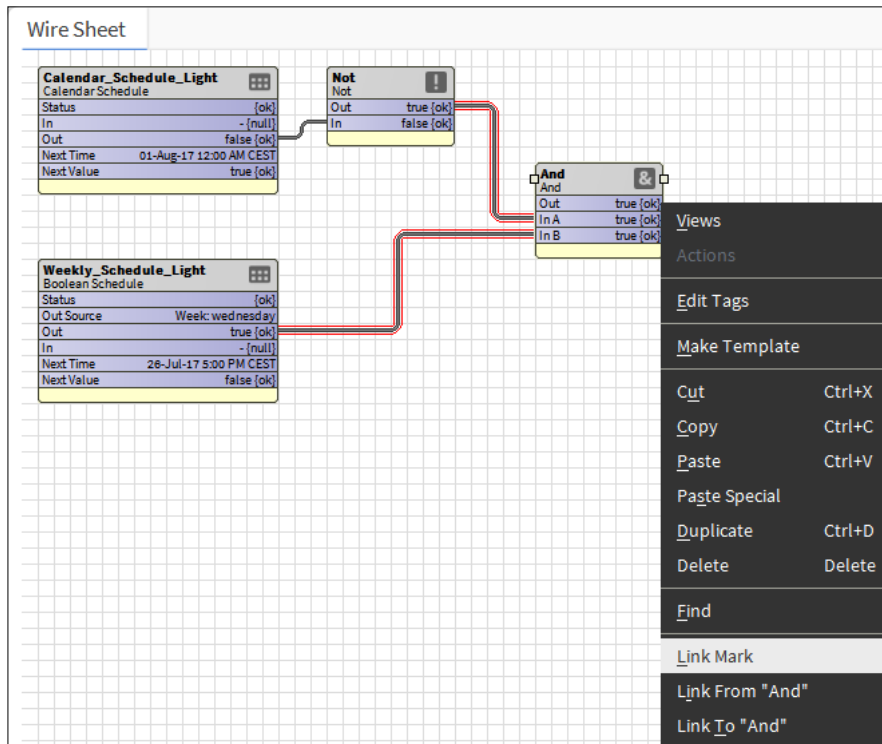 Wire Sheet
Calendar_Schedule_Light
Calendar Schedule
Status {ok}
In - {null}
Out false {ok}
Next Time 01-Aug-17 12:00 AM CEST
Next Value true {ok}
Not
Not
Out true {ok}
In false {ok}
!
And
And
&
Out true {ok}
In A true {ok}
In B true {ok}
Weekly_Schedule_Light
Boolean Schedule
Status {ok}
Out Source Week: wednesday
Out true {ok}
In - {null}
Next Time 26-Jul-17 5:00 PM CEST
Next Value false {ok}
Views
Actions
Edit Tags
Make Template
Cut Ctrl+X
Copy Ctrl+C
Paste Ctrl+V
Paste Special
Duplicate Ctrl+D
Delete Delete
Find
Link Mark
Link From "And"
Link To "And"